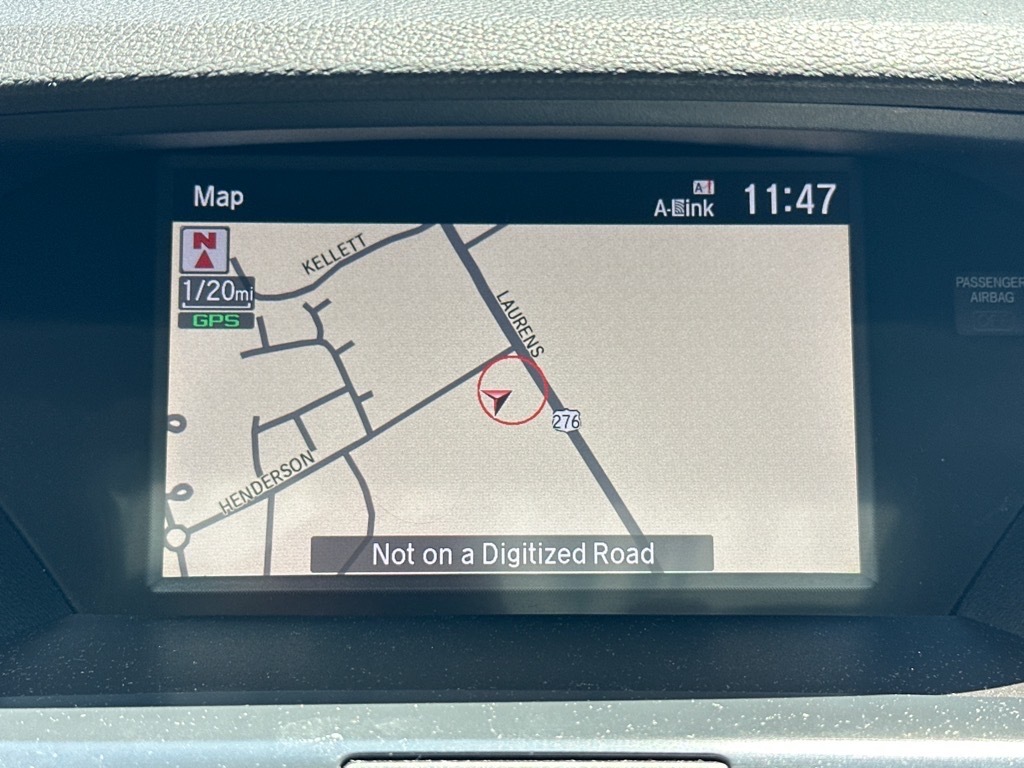 Map
A-Link
11:47
N
1/20mi
GPS
KELLETT
LAURENS
276
HENDERSON
Not on a Digitized Road
PASSENGER
AIRBAG